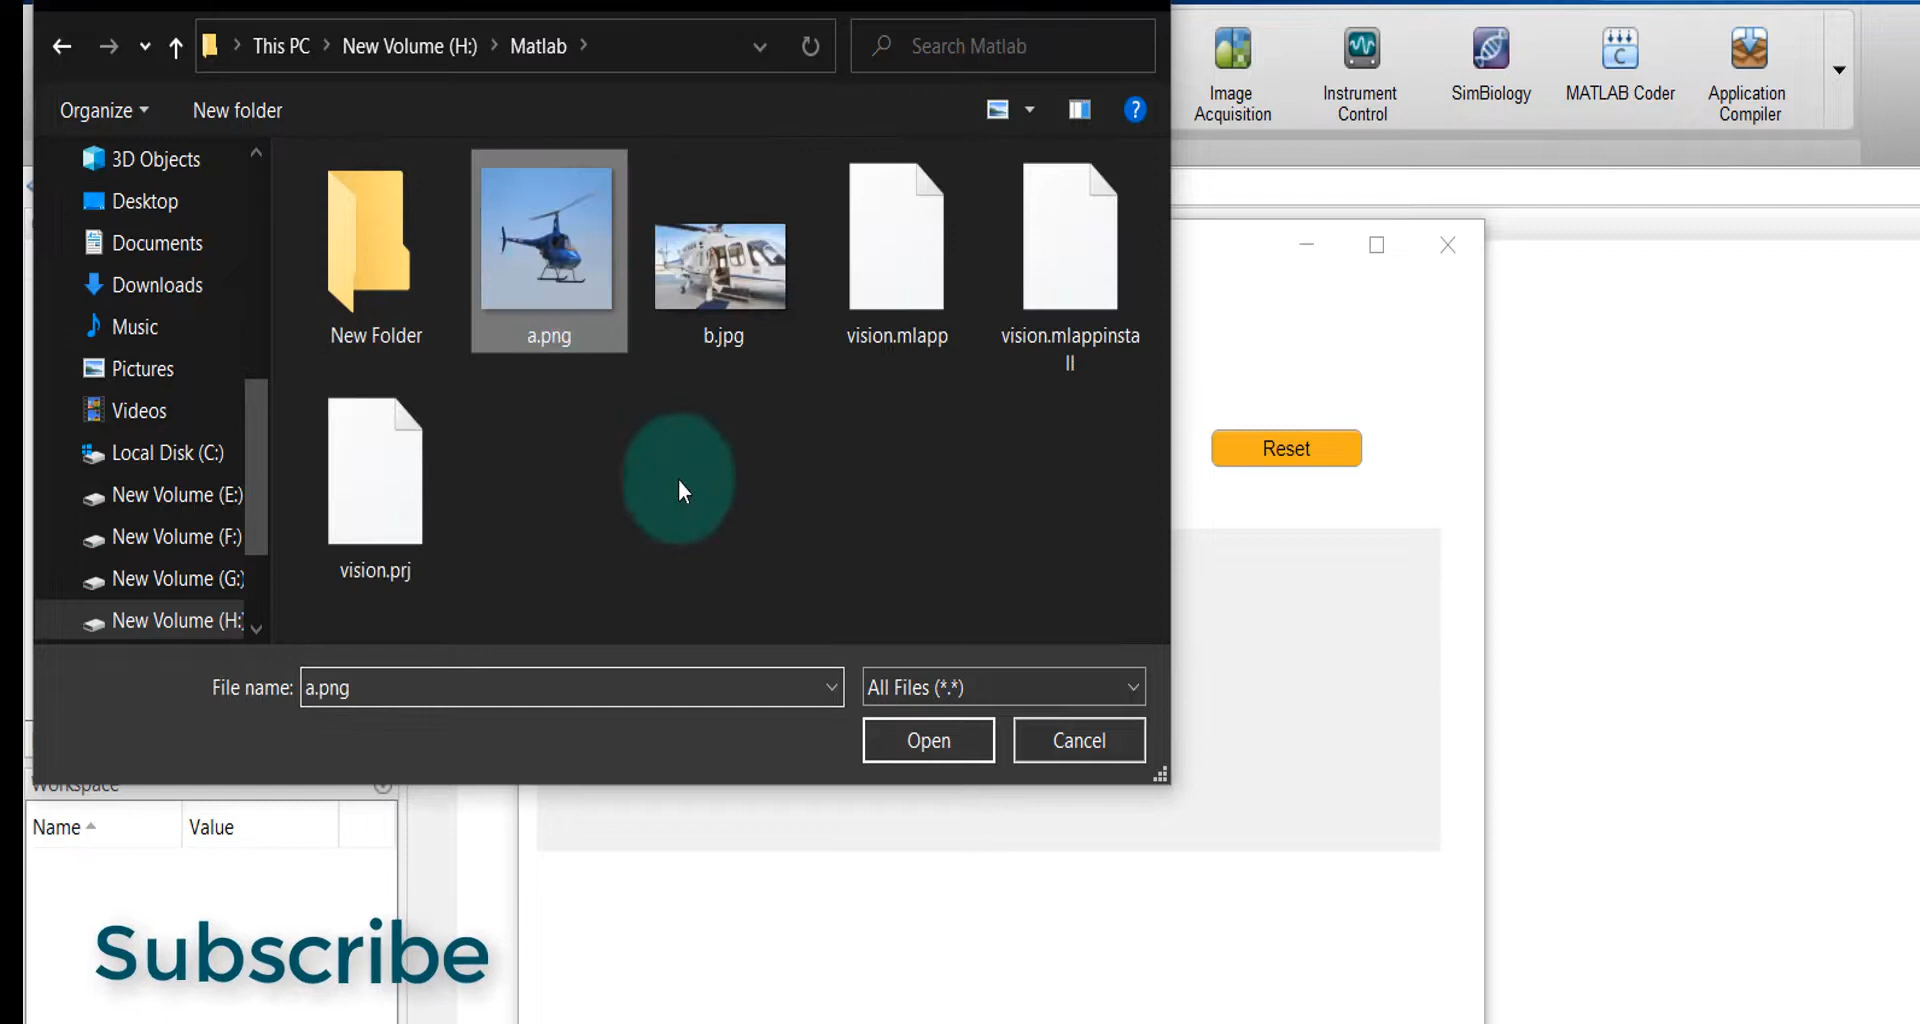 This PC > New Volume (H:) > Matlab >
Search Matlab
Organize
New folder
?
3D Objects
Desktop
Documents
Downloads
Music
Pictures
Videos
Local Disk (C:)
New Volume (E:)
New Volume (F:)
New Volume (G:)
New Volume (H:)
New Folder
a.png
b.jpg
vision.mlapp
vision.mlappinsta
ll
vision.prj
File name:
a.png
All Files (*.*)
Open
Cancel
Image
Acquisition
Instrument
Control
SimBiology
C
MATLAB Coder
Application
Compiler
Reset
Workspace
Name
Value
Subscribe